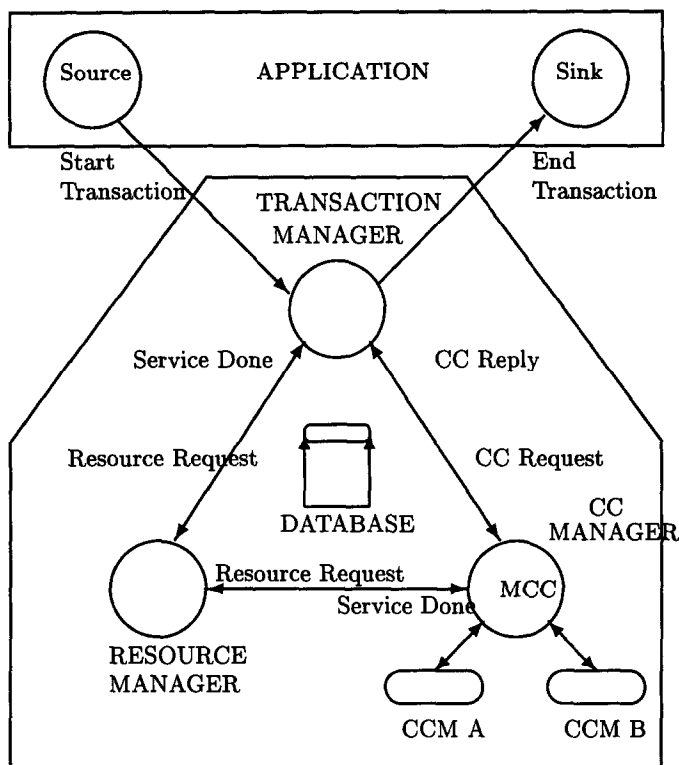 Source
APPLICATION
Sink
Start
Transaction
End
Transaction
TRANSACTION
MANAGER
Service Done
CC Reply
Resource Request
CC Request
DATABASE
CC
MANAGER
Resource Request
MCC
Service Done
RESOURCE
MANAGER
CCM A
CCM B